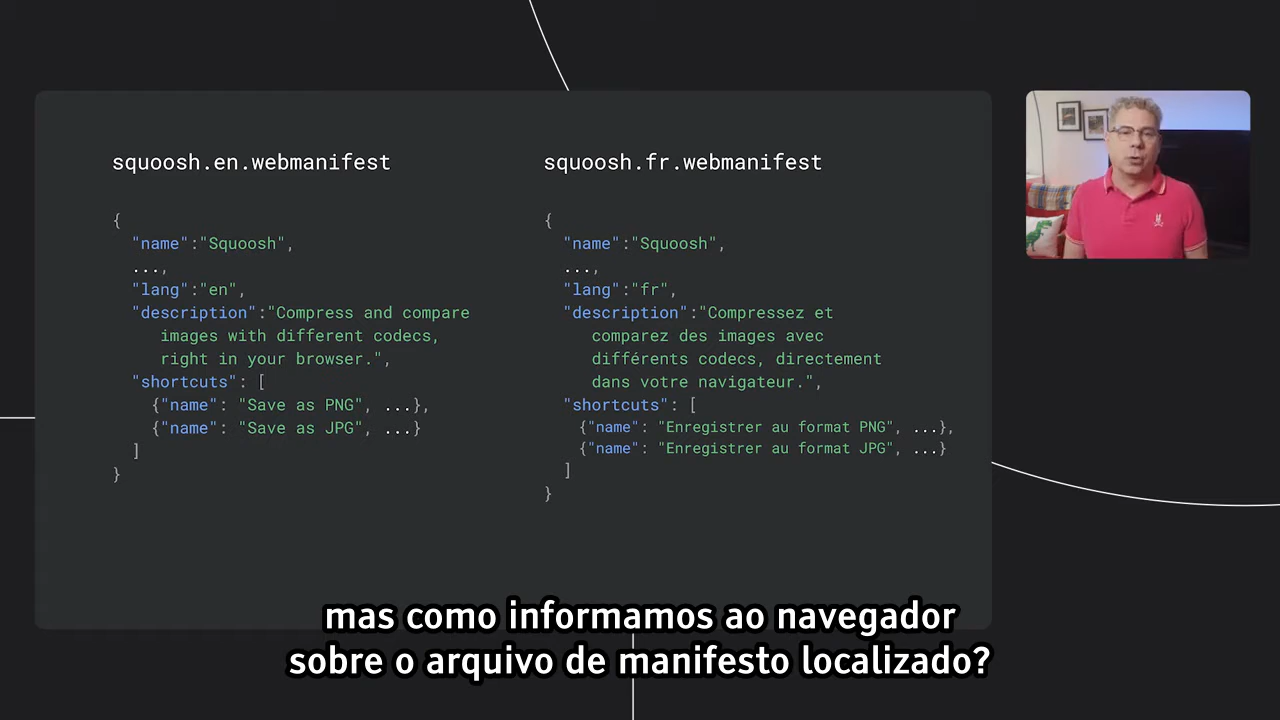 squoosh.en.webmanifest
{
"name":"Squoosh",
...,
"lang":"en",
"description":"Compress and compare
images with different codecs,
right in your browser.",
"shortcuts": [
{"name": "Save as PNG", ...},
{"name": "Save as JPG", ...}
]
}
squoosh.fr.webmanifest
{
"name":"Squoosh",
...,
"lang":"fr",
"description":"Compressez et
comparez des images avec
différents codecs, directement
dans votre navigateur.",
"shortcuts": [
{"name": "Enregistrer au format PNG", ...},
{"name": "Enregistrer au format JPG", ...}
]
}
mas como informamos ao navegador
sobre o arquivo de manifesto localizado?